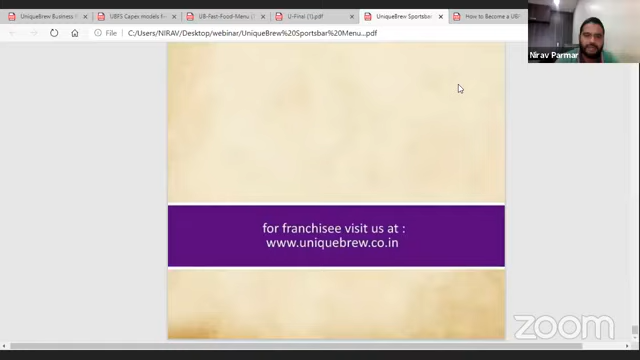 UniqueBrew Business
UBFS Capex models f
UB-Fast-Food-Menu (
U-Final (1).pdf
UniqueBrew Sportsbar
How to Become a UB
File
C:/Users/NIRAV/Desktop/webinar/UniqueBrew%20Sportsbar%20Menu...pdf
Nirav Parmar
for franchisee visit us at :
www.uniquebrew.co.in
zoom